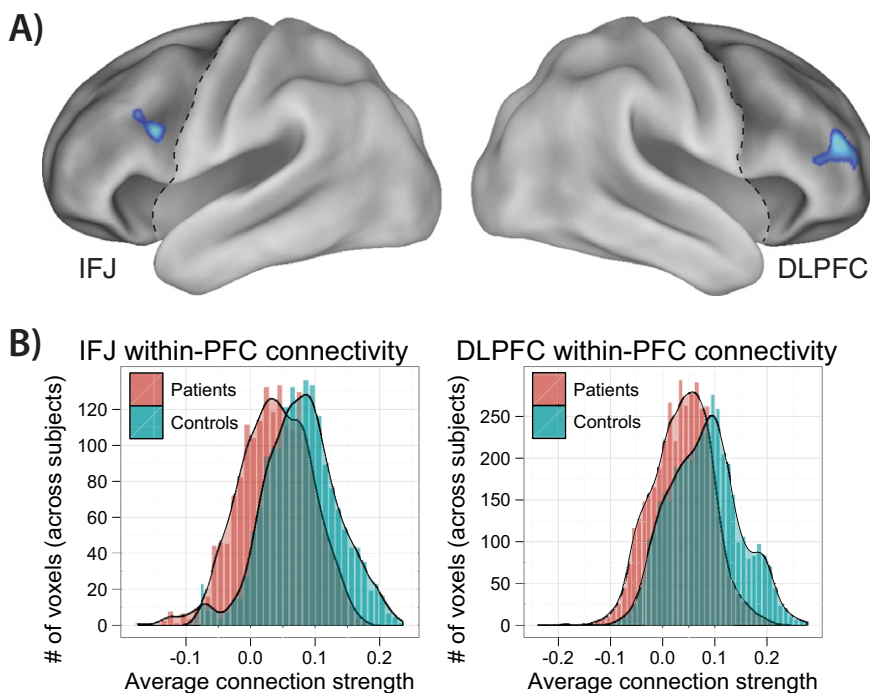 A)
IFJ
DLPFC
B)
IFJ within-PFC connectivity
# of voxels (across subjects)
120
100
80
60
40
20
0
Patients
Controls
-0.1
0.0
0.1
0.2
Average connection strength
DLPFC within-PFC connectivity
# of voxels (across subjects)
250
200
150
100
50
0
Patients
Controls
-0.2
-0.1
0.0
0.1
0.2
Average connection strength